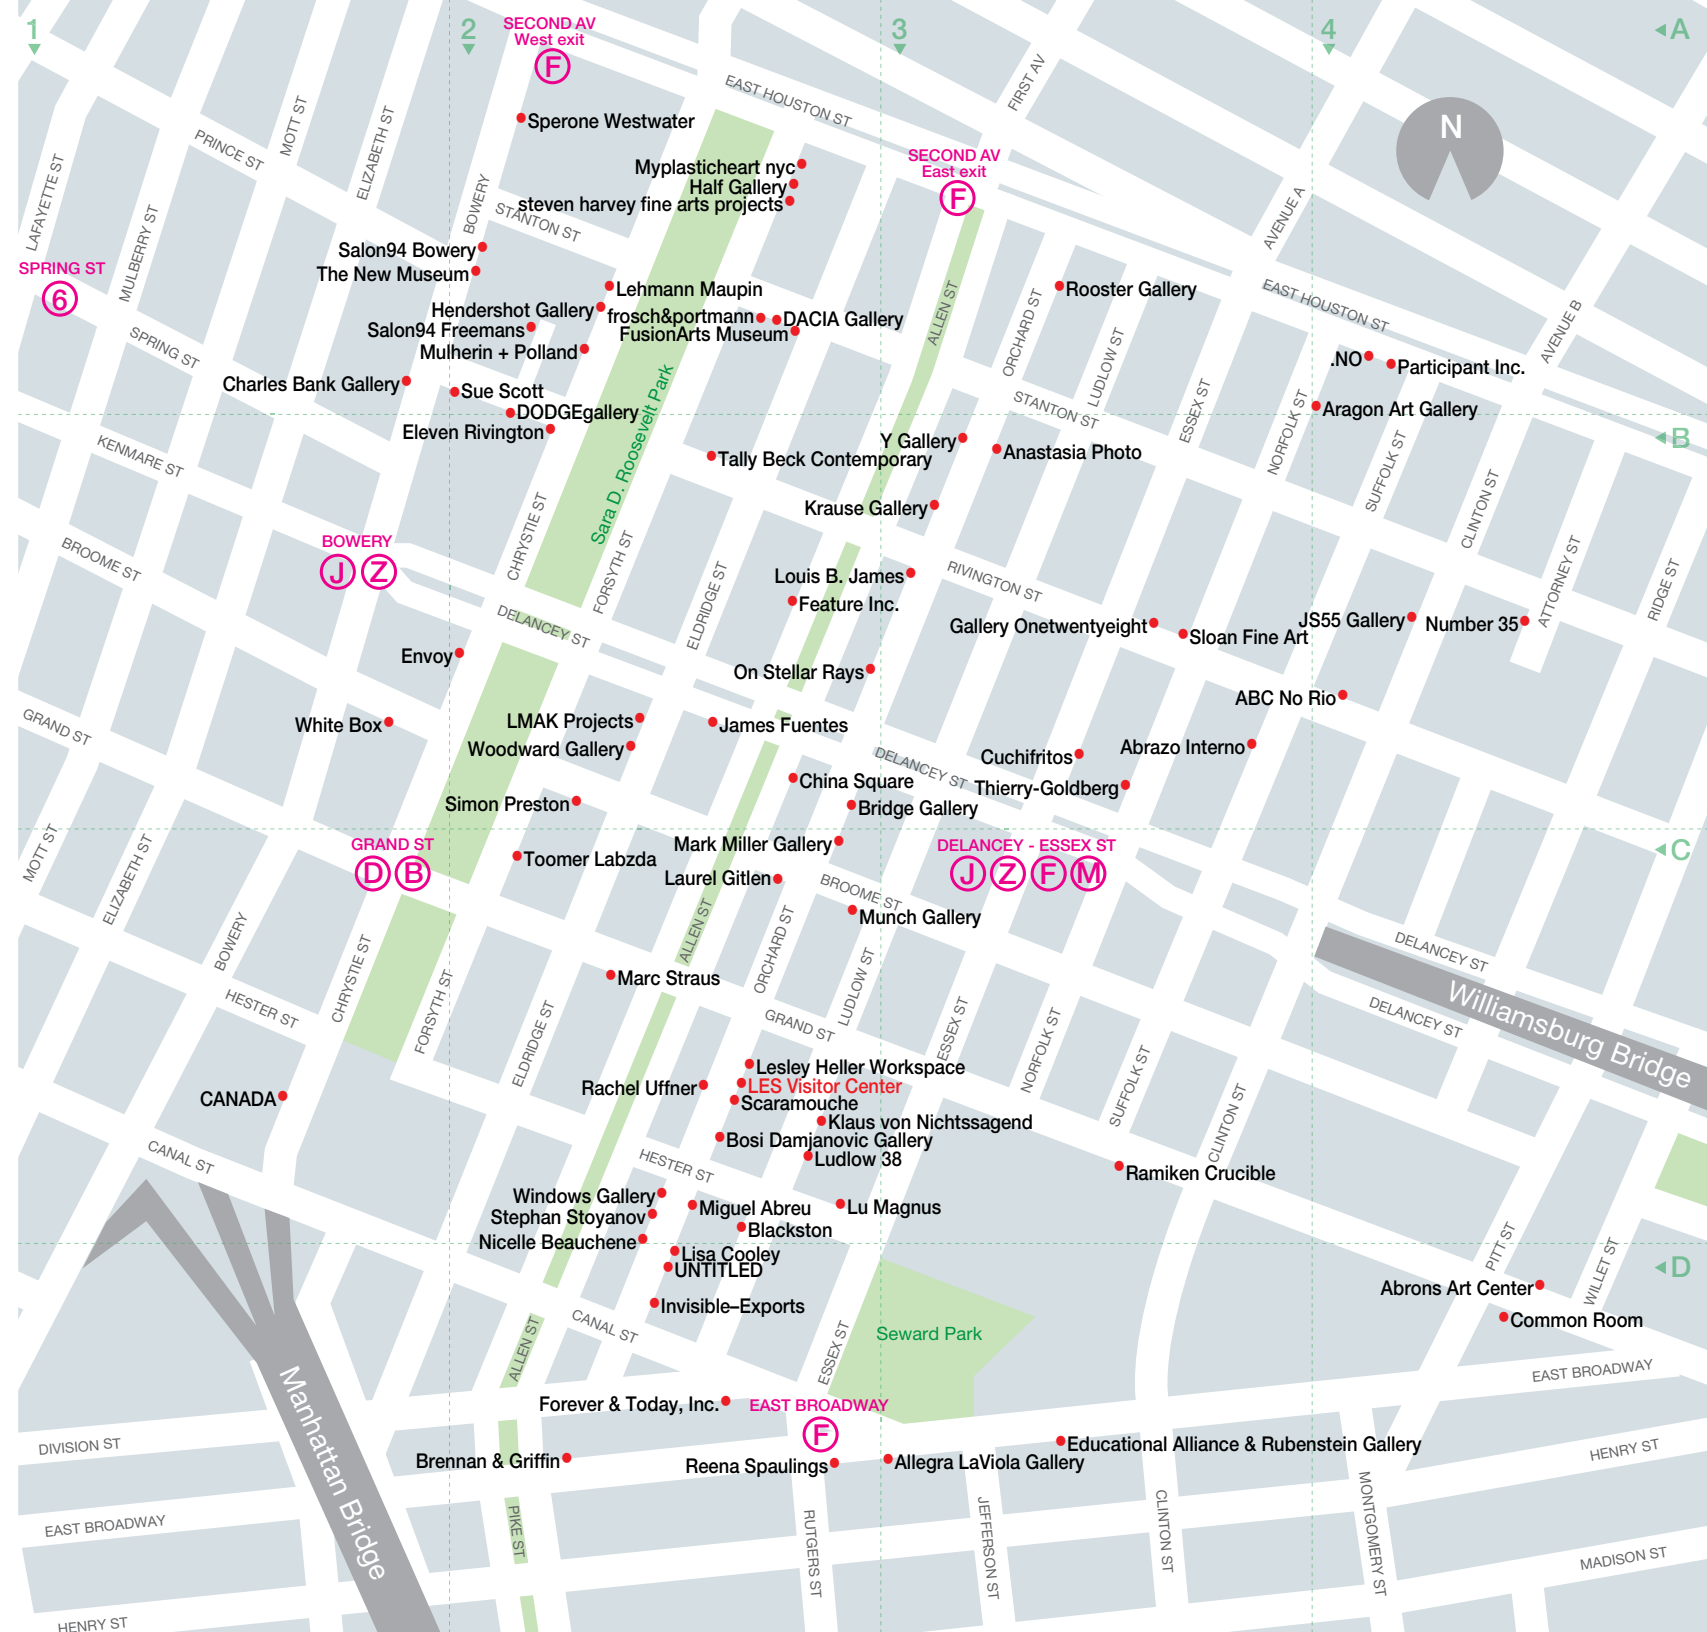 1
2
3
4
A
SECOND AV
West exit
F
EAST HOUSTON ST
FIRST AV
N
Sperone Westwater
MOTT ST
ELIZABETH ST
PRINCE ST
LAFAYETTE ST
MULBERRY ST
BOWERY
STANTON ST
Myplasticheart nyc
Half Gallery
steven harvey fine arts projects
SECOND AV
East exit
F
AVENUE A
Salon94 Bowery
The New Museum
SPRING ST
6
SPRING ST
Lehmann Maupin
Hendershot Gallery
frosch&portmann
DACIA Gallery
Salon94 Freemans
FusionArts Museum
Mulherin + Polland
Charles Bank Gallery
Sue Scott
DODGEgallery
Eleven Rivington
Sara D. Roosevelt Park
ALLEN ST
ORCHARD ST
LUDLOW ST
Rooster Gallery
EAST HOUSTON ST
AVENUE B
.NO
Participant Inc.
Aragon Art Gallery
STANTON ST
ESSEX ST
NORFOLK ST
SUFFOLK ST
CLINTON ST
B
KENMARE ST
Y Gallery
Anastasia Photo
Tally Beck Contemporary
Krause Gallery
BROOME ST
BOWERY
J
Z
CHRYSTIE ST
FORSYTH ST
ELDRIDGE ST
DELANCEY ST
Louis B. James
Feature Inc.
RIVINGTON ST
ATTORNEY ST
RIDGE ST
Gallery Onetwentyeight
Sloan Fine Art
JS55 Gallery
Number 35
Envoy
On Stellar Rays
ABC No Rio
GRAND ST
White Box
LMAK Projects
James Fuentes
Woodward Gallery
DELANCEY ST
Cuchifritos
Abrazo Interno
China Square
Thierry-Goldberg
Simon Preston
Bridge Gallery
MOTT ST
ELIZABETH ST
GRAND ST
D
B
Toomer Labzda
Mark Miller Gallery
Laurel Gitlen
DELANCEY - ESSEX ST
J
Z
F
M
C
BROOME ST
Munch Gallery
BOWERY
CHRYSTIE ST
FORSYTH ST
ELDRIDGE ST
ALLEN ST
ORCHARD ST
LUDLOW ST
Marc Straus
DELANCEY ST
Williamsburg Bridge
DELANCEY ST
HESTER ST
GRAND ST
ESSEX ST
NORFOLK ST
SUFFOLK ST
CLINTON ST
CANADA
Lesley Heller Workspace
Rachel Uffner
LES Visitor Center
Scaramouche
Klaus von Nichtssagend
Bosi Damjanovic Gallery
Ludlow 38
CANAL ST
HESTER ST
Ramiken Crucible
Windows Gallery
Miguel Abreu
Lu Magnus
Stephan Stoyanov
Blackston
Nicelle Beauchene
Lisa Cooley
UNTITLED
Invisible–Exports
PITT ST
WILLET ST
D
Abrons Art Center
Common Room
CANAL ST
ALLEN ST
ESSEX ST
Seward Park
EAST BROADWAY
Manhattan Bridge
Forever & Today, Inc.
EAST BROADWAY
F
DIVISION ST
Brennan & Griffin
Reena Spaulings
Allegra LaViola Gallery
Educational Alliance & Rubenstein Gallery
HENRY ST
EAST BROADWAY
PIKE ST
RUTGERS ST
JEFFERSON ST
CLINTON ST
MONTGOMERY ST
MADISON ST
HENRY ST